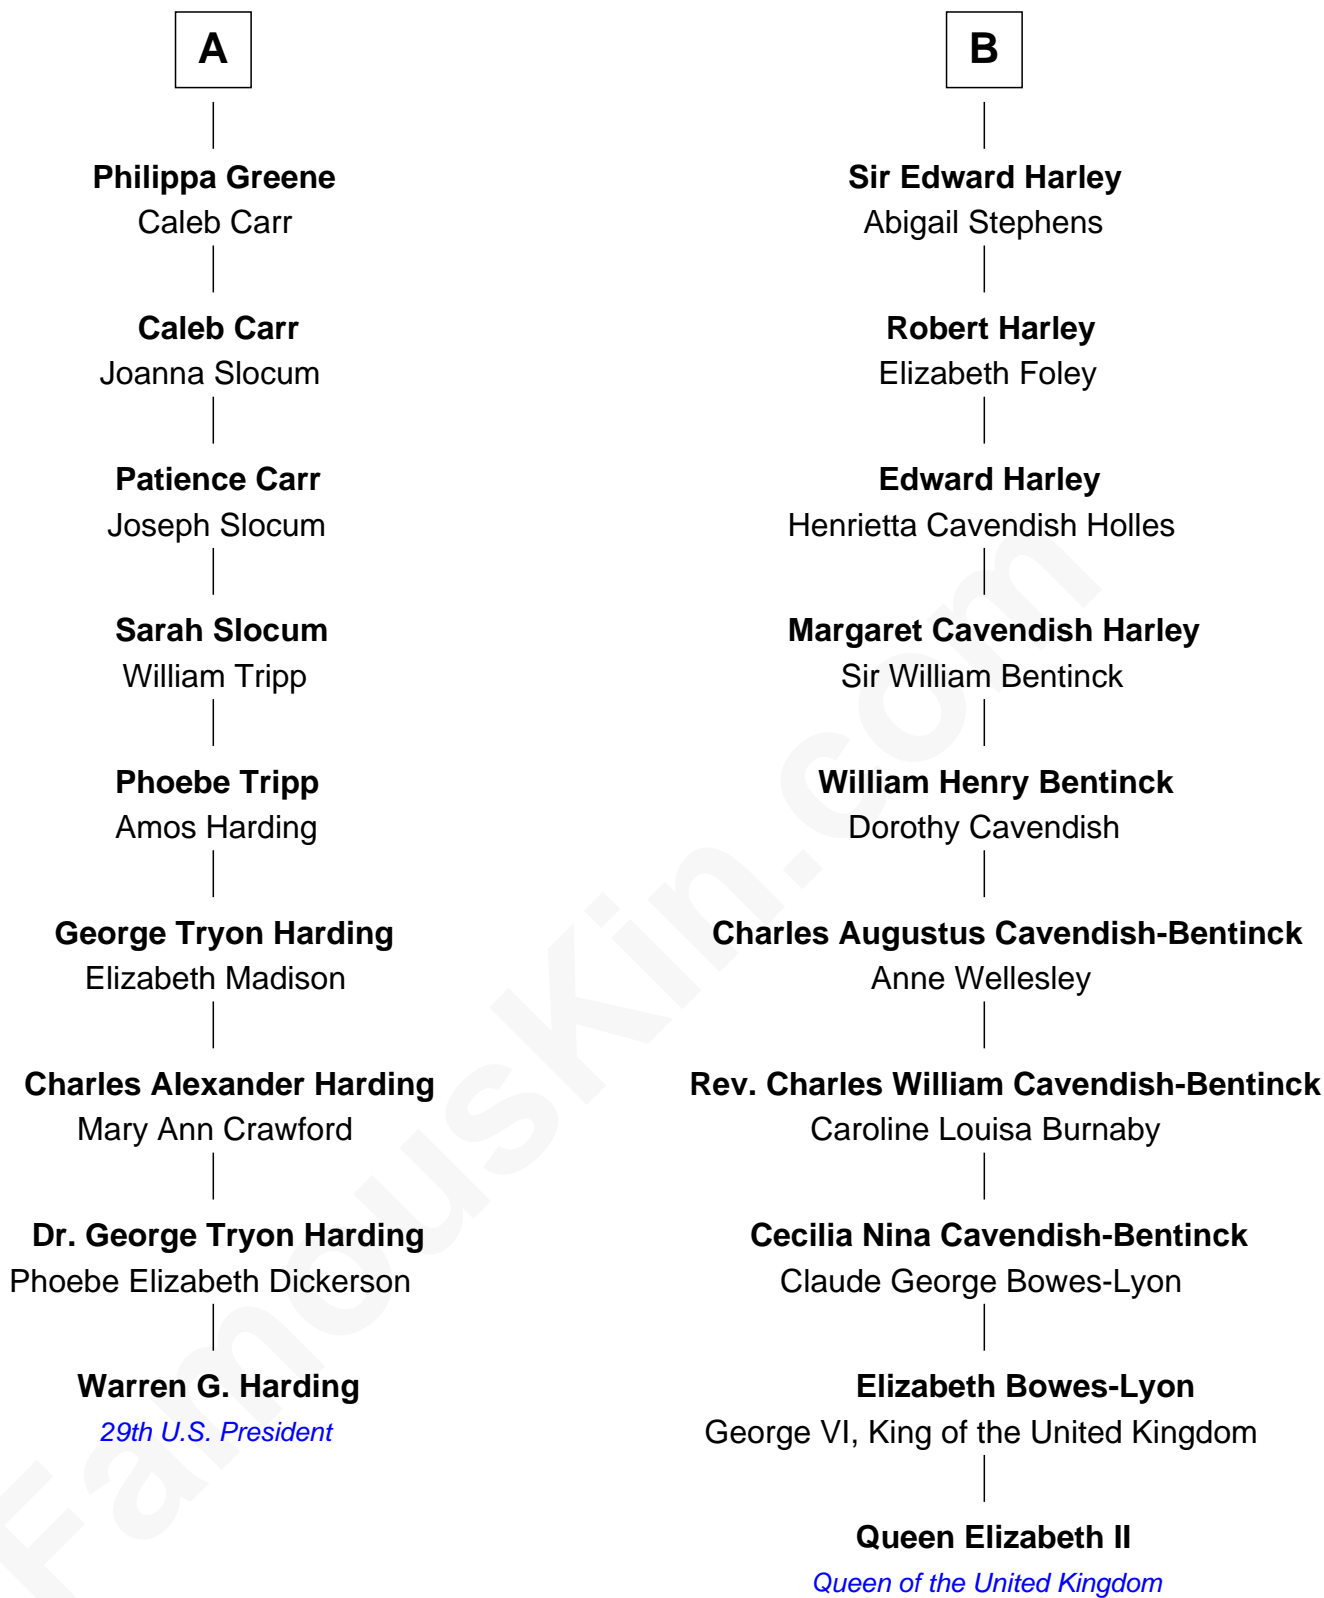 A
Philippa Greene
Caleb Carr
Caleb Carr
Joanna Slocum
Patience Carr
Joseph Slocum
Sarah Slocum
William Tripp
Phoebe Tripp
Amos Harding
George Tryon Harding
Elizabeth Madison
Charles Alexander Harding
Mary Ann Crawford
Dr. George Tryon Harding
Phoebe Elizabeth Dickerson
Warren G. Harding
29th U.S. President
B
Sir Edward Harley
Abigail Stephens
Robert Harley
Elizabeth Foley
Edward Harley
Henrietta Cavendish Holles
Margaret Cavendish Harley
Sir William Bentinck
William Henry Bentinck
Dorothy Cavendish
Charles Augustus Cavendish-Bentinck
Anne Wellesley
Rev. Charles William Cavendish-Bentinck
Caroline Louisa Burnaby
Cecilia Nina Cavendish-Bentinck
Claude George Bowes-Lyon
Elizabeth Bowes-Lyon
George VI, King of the United Kingdom
Queen Elizabeth II
Queen of the United Kingdom
FamousKin.com